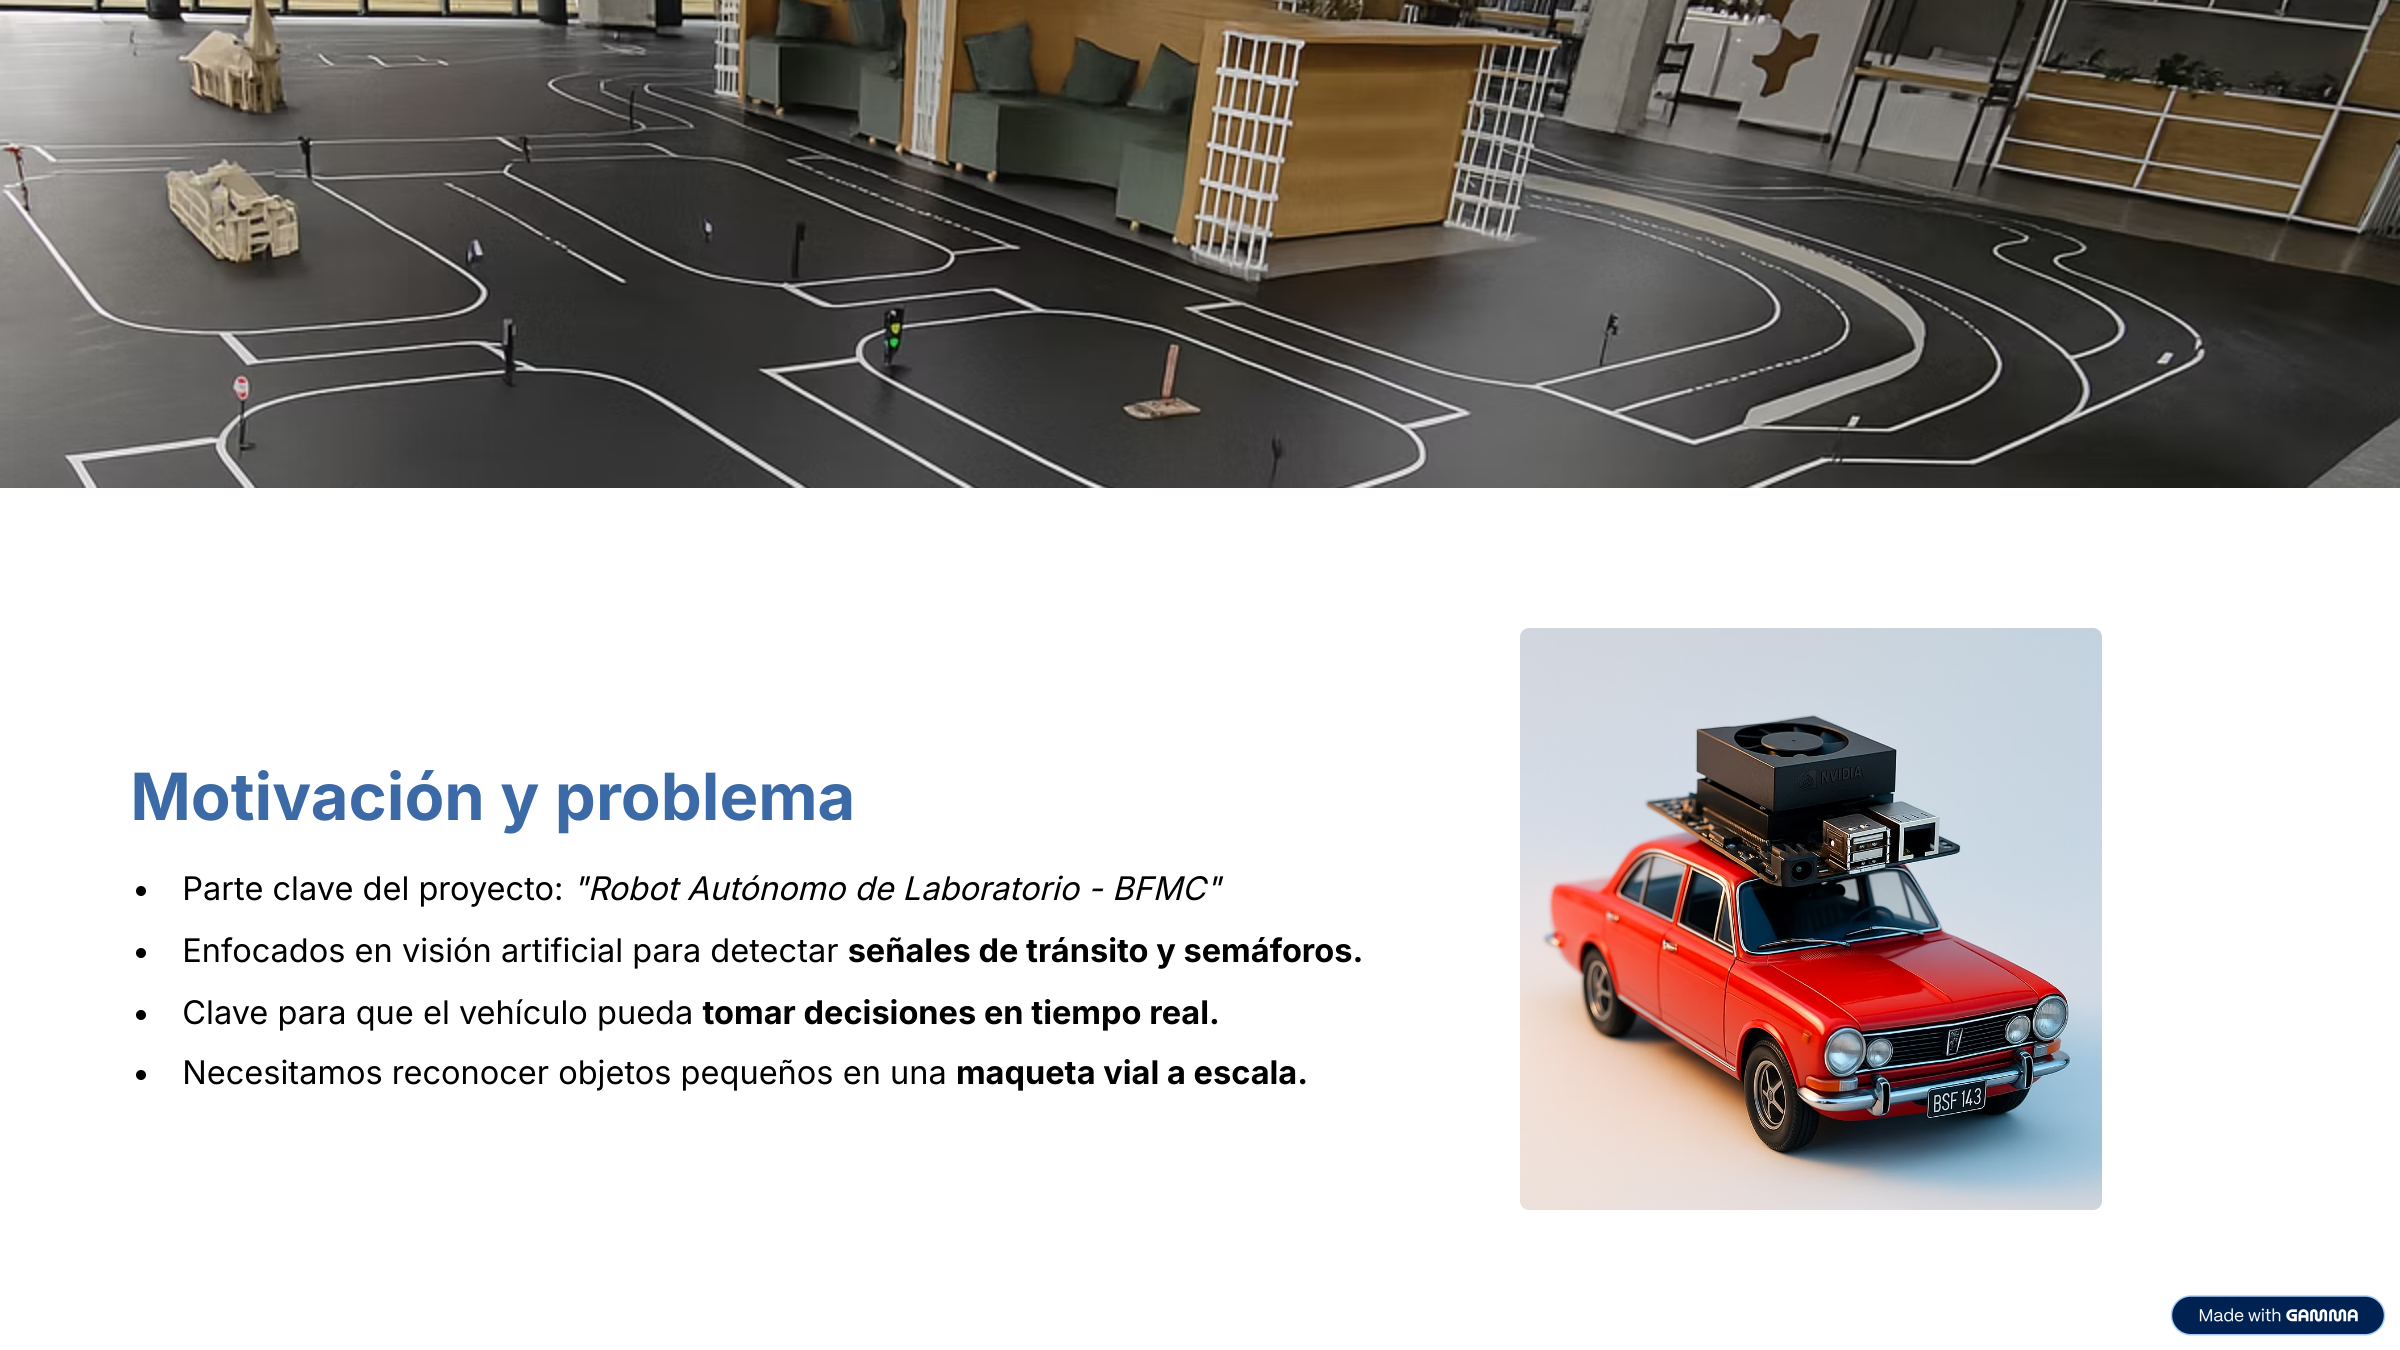 NVIDIA
BSF 143
Motivación y problema
• Parte clave del proyecto: "Robot Autónomo de Laboratorio - BFMC"
• Enfocados en visión artificial para detectar señales de tránsito y semáforos.
• Clave para que el vehículo pueda tomar decisiones en tiempo real.
• Necesitamos reconocer objetos pequeños en una maqueta vial a escala.
Made with GAMMA